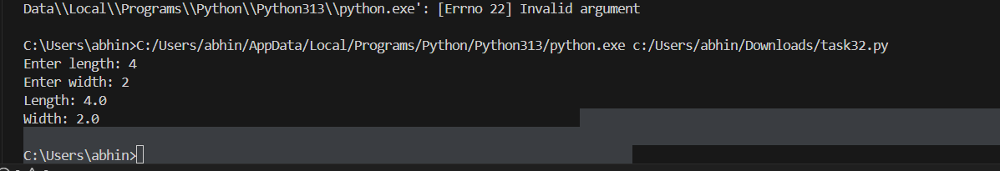 Data\\Local\\Programs\\Python\\Python313\\python.exe': [Errno 22] Invalid argument
C:\Users\abhin>C:/Users/abhin/AppData/Local/Programs/Python/Python313/python.exe c:/Users/abhin/Downloads/task32.py
Enter length: 4
Enter width: 2
Length: 4.0
Width: 2.0
C:\Users\abhin>